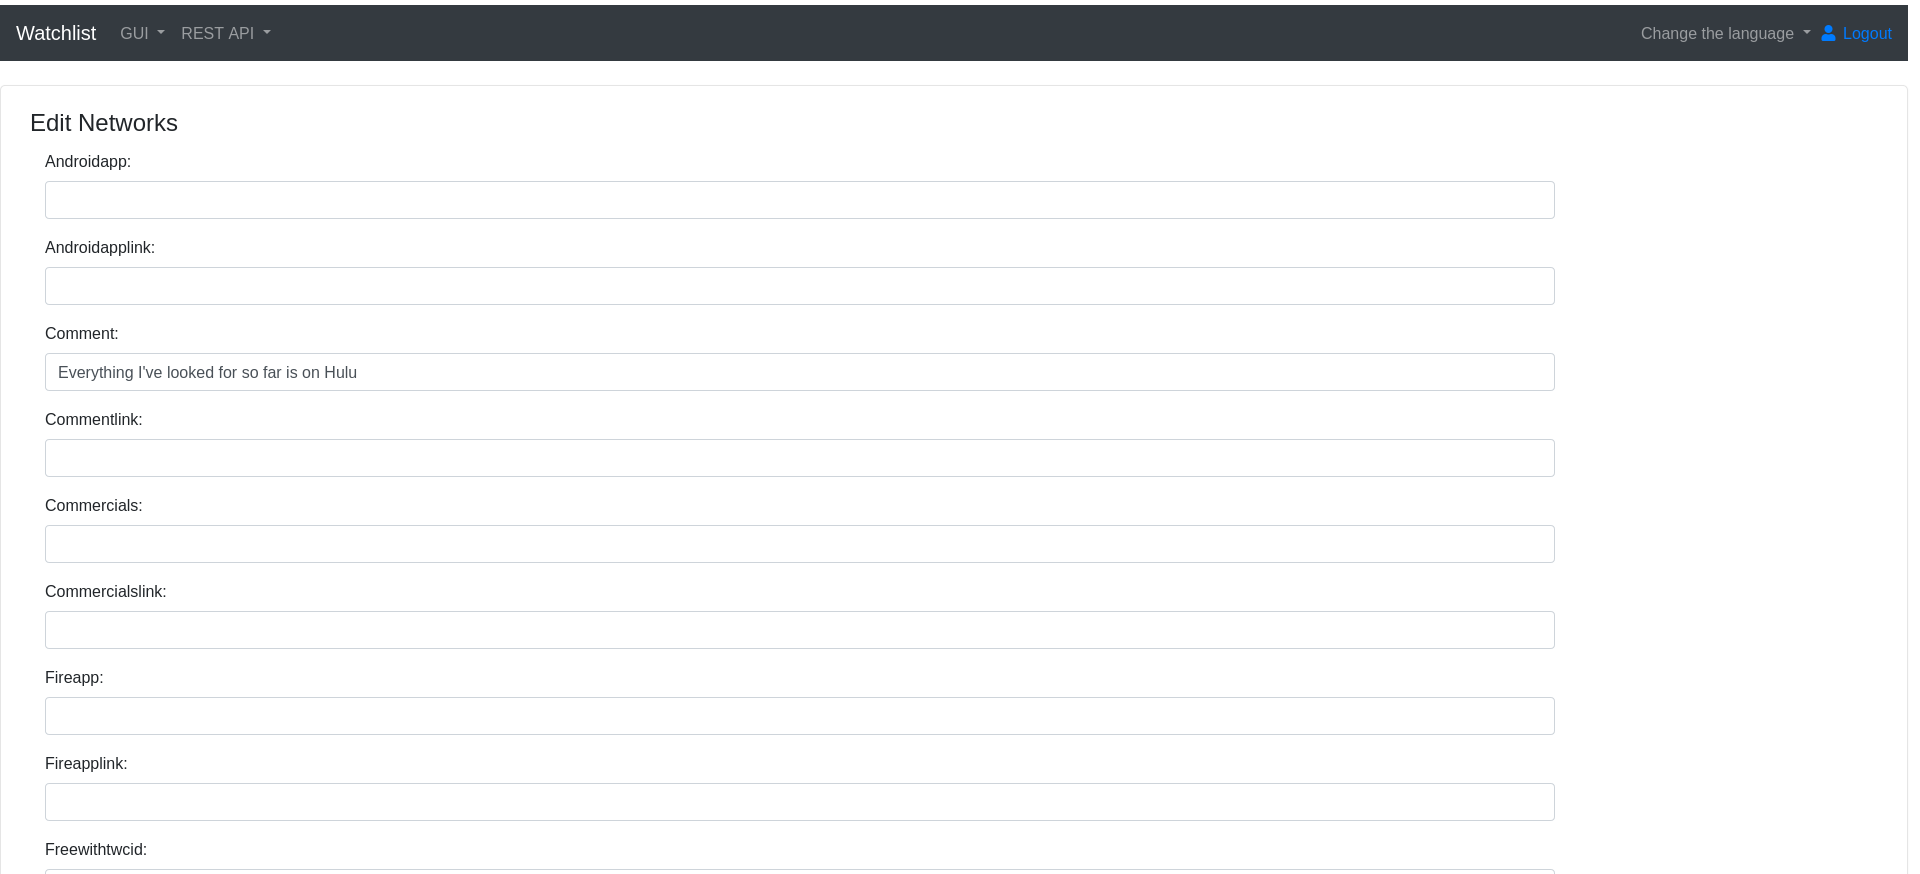 Watchlist GUI REST API Change the language Logout
Edit Networks
Androidapp:
Androidapplink:
Comment:
Everything I've looked for so far is on Hulu
Commentlink:
Commercials:
Commercialslink:
Fireapp:
Fireapplink:
Freewithtwcid: